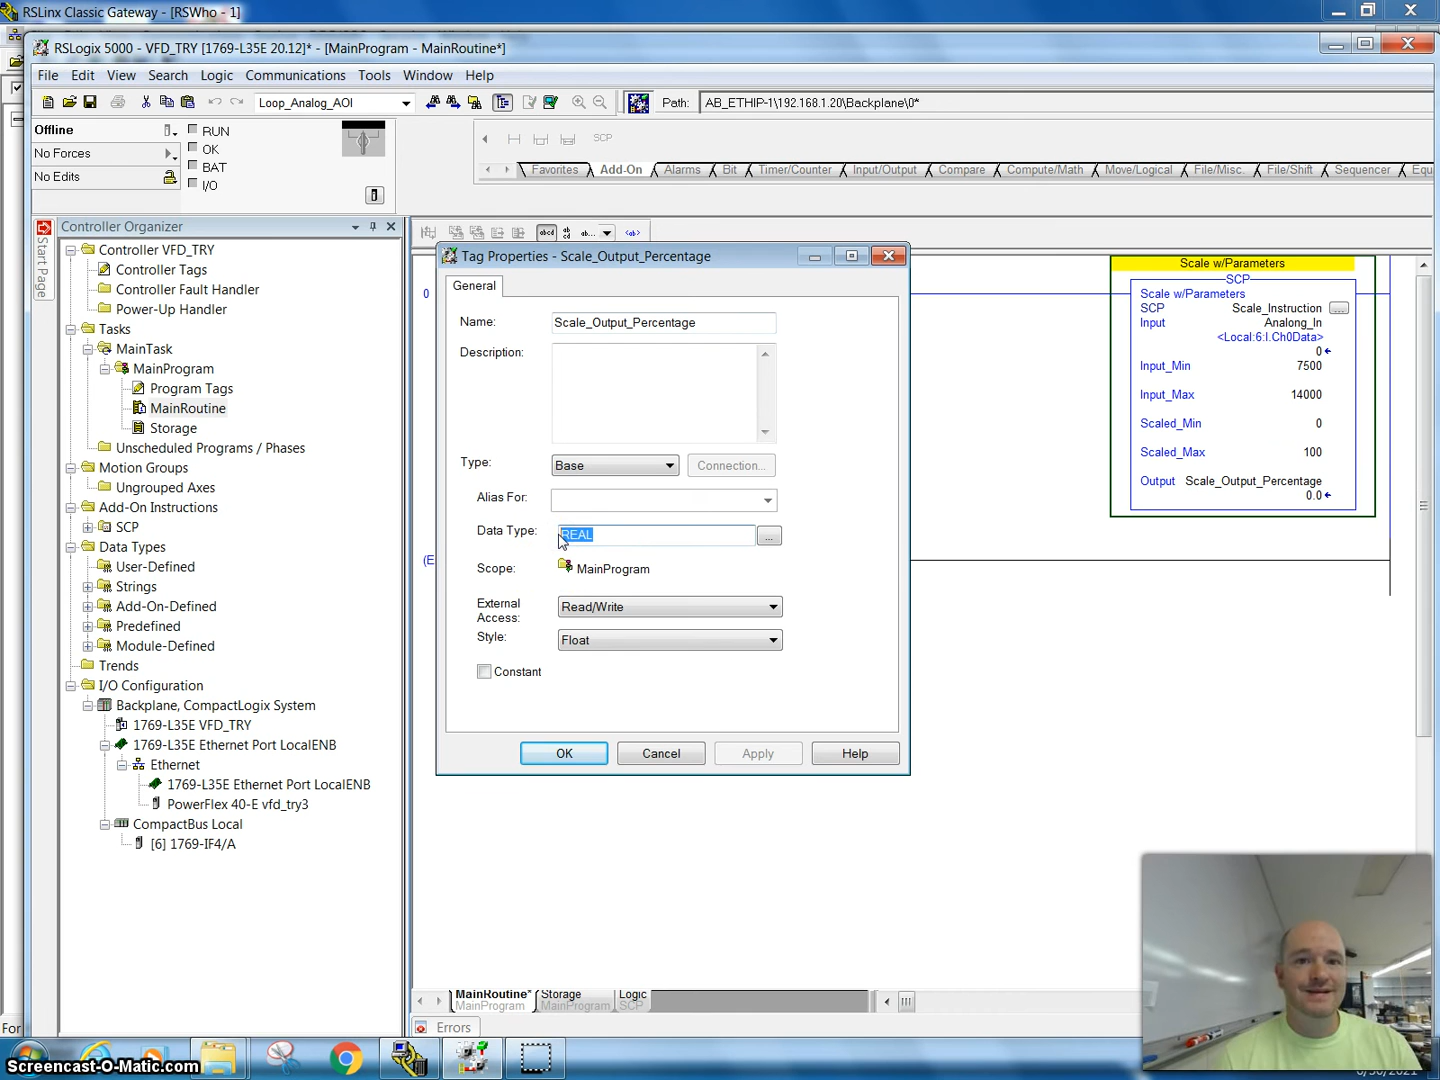 RSLinx Classic Gateway - [RSWho - 1]
RSLogix 5000 - VFD_TRY [1769-L35E 20.12]* - [MainProgram - MainRoutine*]
File Edit View Search Logic Communications Tools Window Help
Loop_Analog_AOI
Path: AB_ETHIP-1\192.168.1.20\Backplane\0*
Offline
RUN
No Forces
OK
No Edits
BAT
I/O
SCP
Favorites Add-On Alarms Bit Timer/Counter Input/Output Compare Compute/Math Move/Logical File/Misc. File/Shift Sequencer Equ
Start Page
Controller Organizer
Controller VFD_TRY
Controller Tags
Controller Fault Handler
Power-Up Handler
Tasks
MainTask
MainProgram
Program Tags
MainRoutine
Storage
Unscheduled Programs / Phases
Motion Groups
Ungrouped Axes
Add-On Instructions
SCP
Data Types
User-Defined
Strings
Add-On-Defined
Predefined
Module-Defined
Trends
I/O Configuration
Backplane, CompactLogix System
1769-L35E VFD_TRY
1769-L35E Ethernet Port LocalENB
Ethernet
1769-L35E Ethernet Port LocalENB
PowerFlex 40-E vfd_try3
CompactBus Local
[6] 1769-IF4/A
abcd ab cd ab... <ab>
0
(E
Tag Properties - Scale_Output_Percentage
General
Name: Scale_Output_Percentage
Description:
Type: Base Connection...
Alias For:
Data Type: REAL ...
Scope: MainProgram
External Access: Read/Write
Style: Float
Constant
OK Cancel Apply Help
Scale w/Parameters
SCP
Scale w/Parameters
SCP Scale_Instruction ...
Input Analong_In
<Local:6:I.Ch0Data>
0
Input_Min 7500
Input_Max 14000
Scaled_Min 0
Scaled_Max 100
Output Scale_Output_Percentage
0.0
MainRoutine* Storage Logic
MainProgram MainProgram SCP
Errors
For
Screencast-O-Matic.com